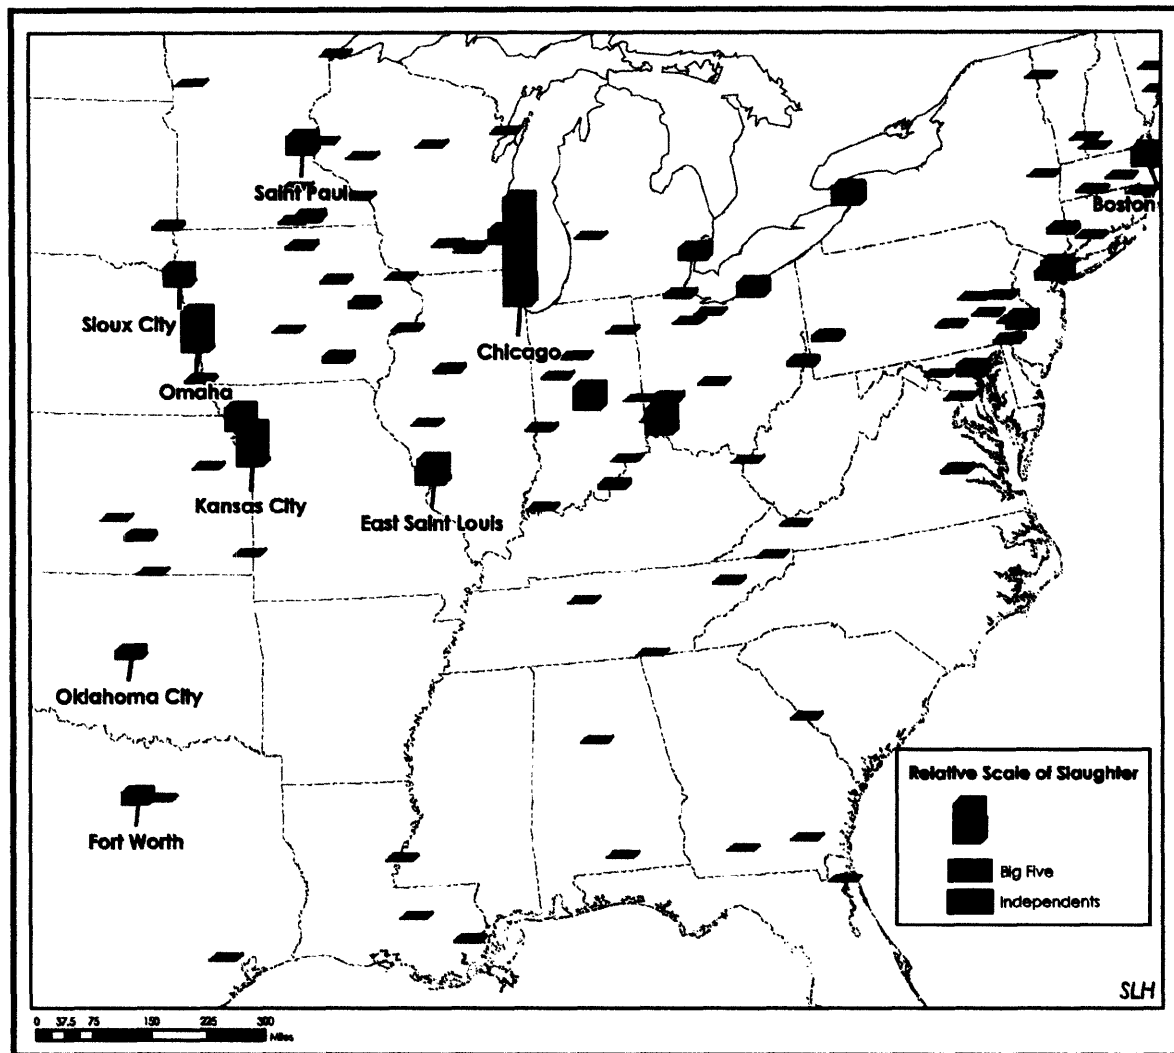 Saint Paul
Boston
Sioux City
Chicago
Omaha
Kansas City
East Saint Louis
Oklahoma City
Relative Scale of Slaughter
Fort Worth
Big Five
Independents
SLH
0 37.5 75 150 225 300
Miles